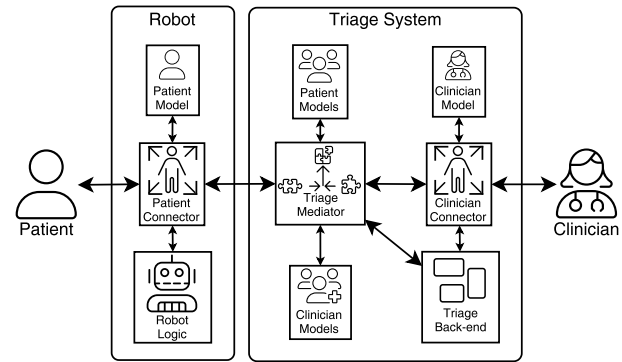 Robot
Triage System
Patient
Model
Patient
Models
Clinician
Model
Patient
Connector
Triage
Mediator
Clinician
Connector
Patient
Clinician
Robot
Logic
Clinician
Models
Triage
Back-end